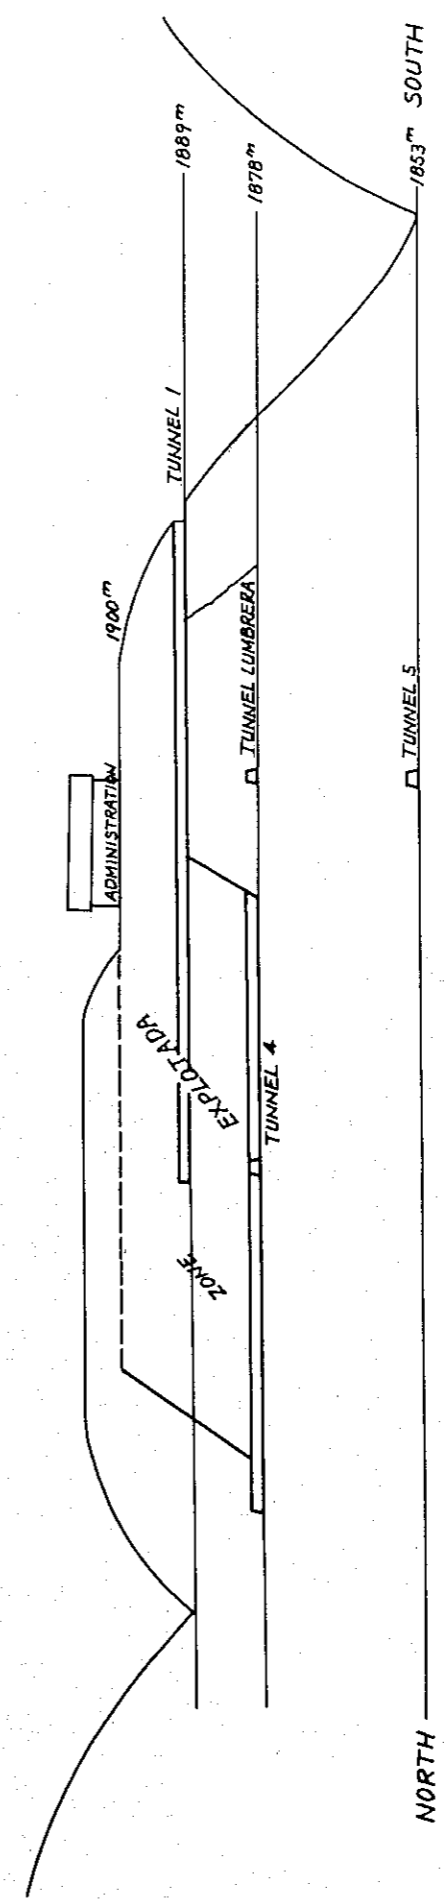 1900ᵐ
ADMINISTRATION
TUNNEL 1
1889ᵐ
ZONE EXPLOTADA
1878ᵐ
TUNNEL 4
TUNNEL LUMBRERA
TUNNEL 5
NORTH
1853ᵐ SOUTH